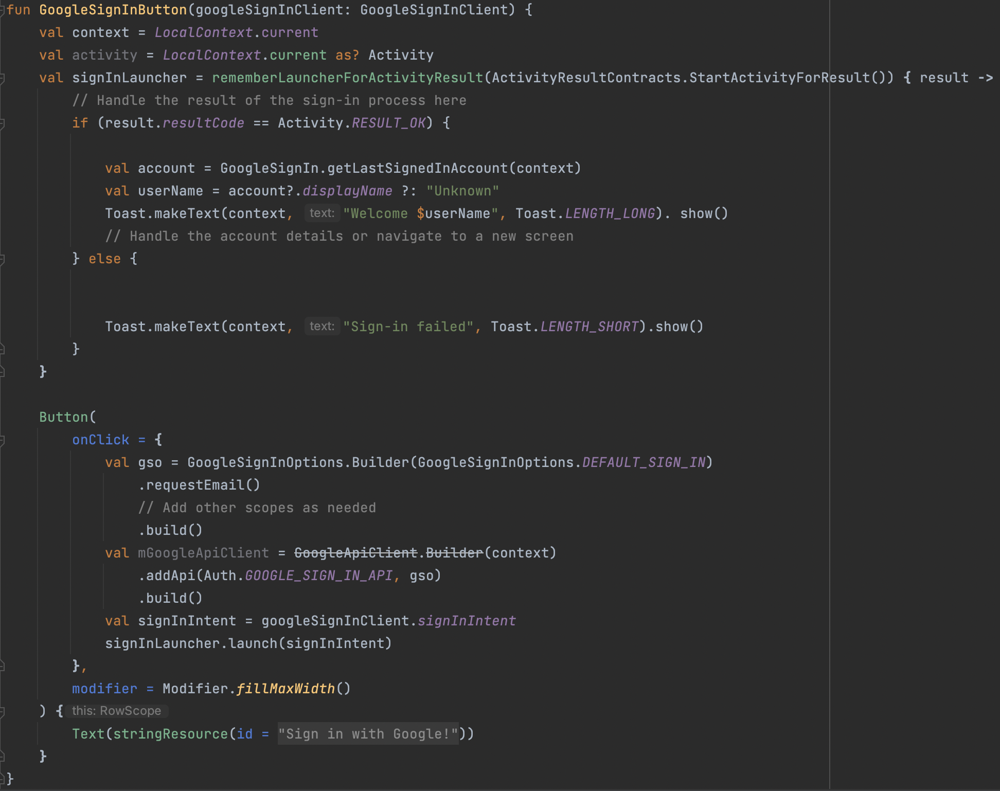 fun GoogleSignInButton(googleSignInClient: GoogleSignInClient) {
    val context = LocalContext.current
    val activity = LocalContext.current as? Activity
    val signInLauncher = rememberLauncherForActivityResult(ActivityResultContracts.StartActivityForResult()) { result ->
        // Handle the result of the sign-in process here
        if (result.resultCode == Activity.RESULT_OK) {
            val account = GoogleSignIn.getLastSignedInAccount(context)
            val userName = account?.displayName ?: "Unknown"
            Toast.makeText(context, text: "Welcome $userName", Toast.LENGTH_LONG). show()
            // Handle the account details or navigate to a new screen
        } else {
            Toast.makeText(context, text: "Sign-in failed", Toast.LENGTH_SHORT).show()
        }
    }
    Button(
        onClick = {
            val gso = GoogleSignInOptions.Builder(GoogleSignInOptions.DEFAULT_SIGN_IN)
                .requestEmail()
                // Add other scopes as needed
                .build()
            val mGoogleApiClient = GoogleApiClient.Builder(context)
                .addApi(Auth.GOOGLE_SIGN_IN_API, gso)
                .build()
            val signInIntent = googleSignInClient.signInIntent
            signInLauncher.launch(signInIntent)
        },
        modifier = Modifier.fillMaxWidth()
    ) { this: RowScope
        Text(stringResource(id = "Sign in with Google!"))
    }
}